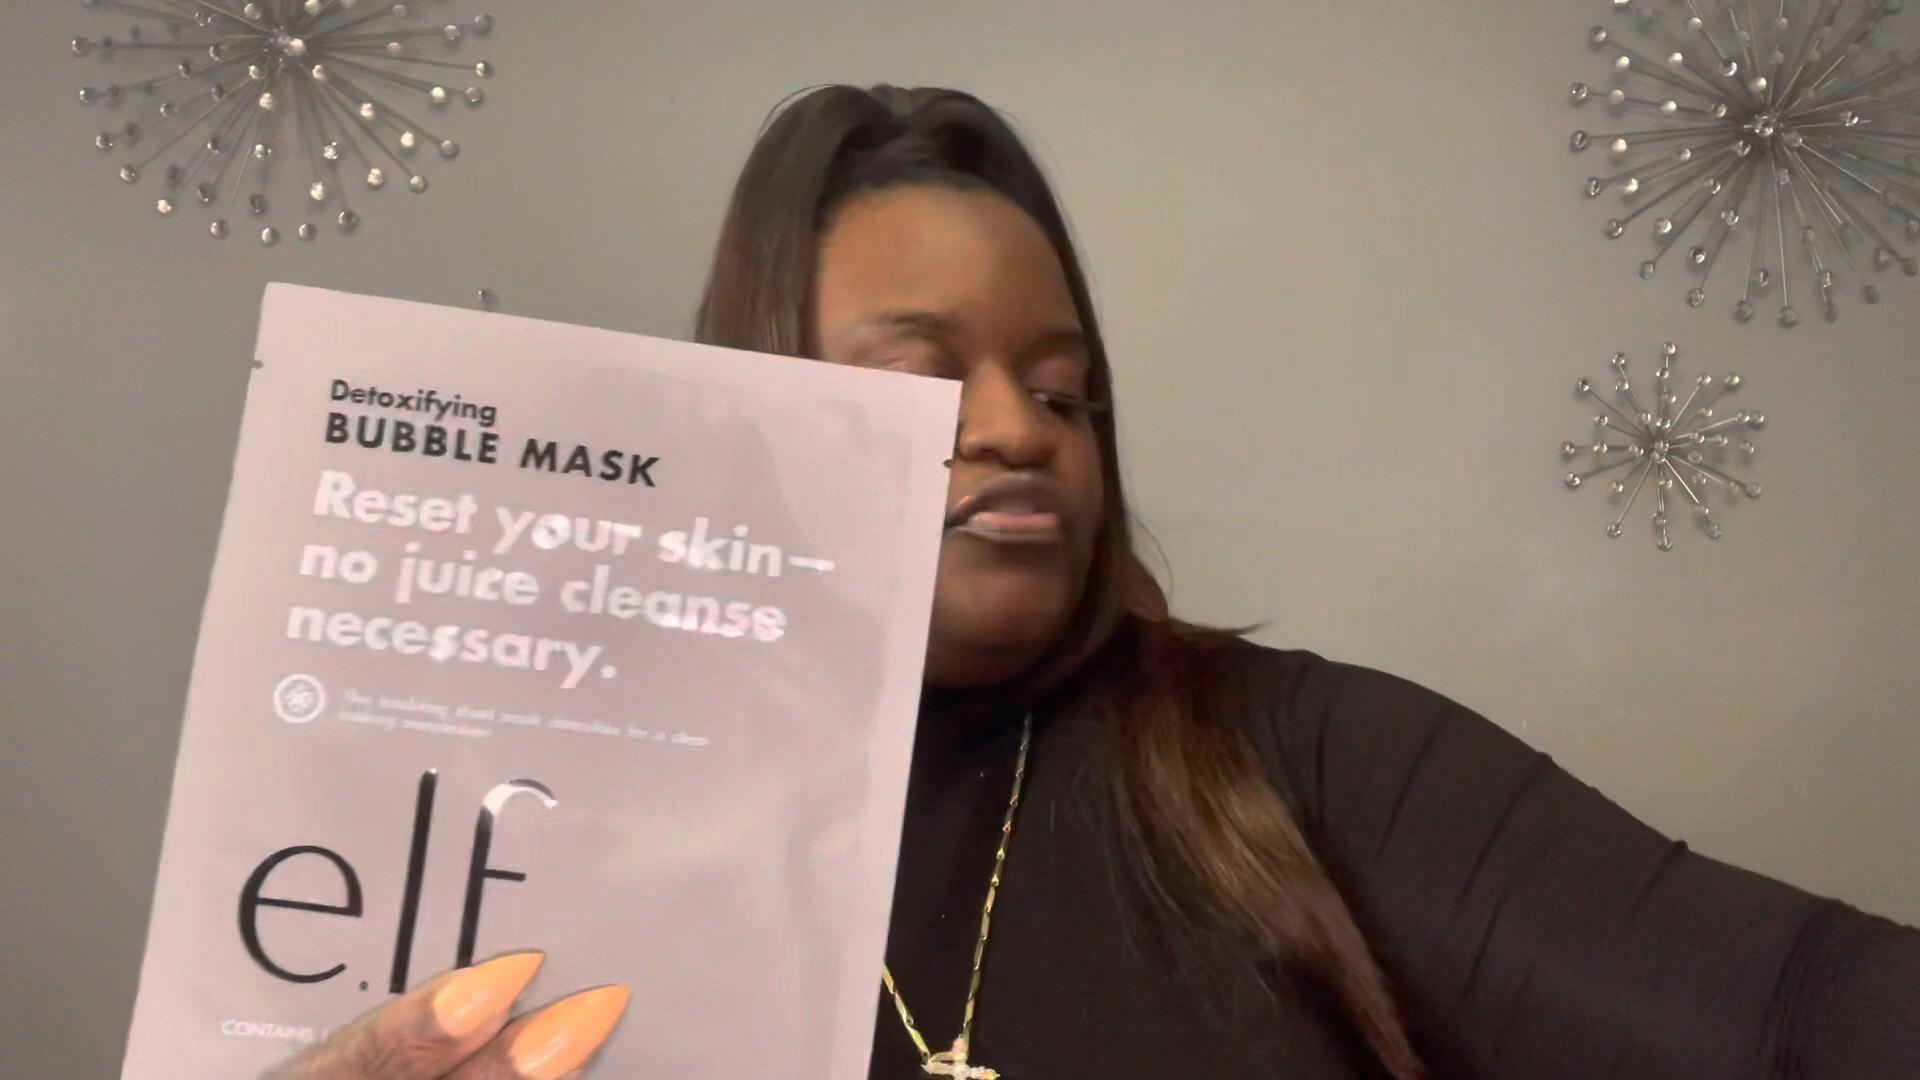 Detoxifying
BUBBLE MASK
Reset your skin—
no juice cleanse
necessary.
e.l.f
CONTAINS